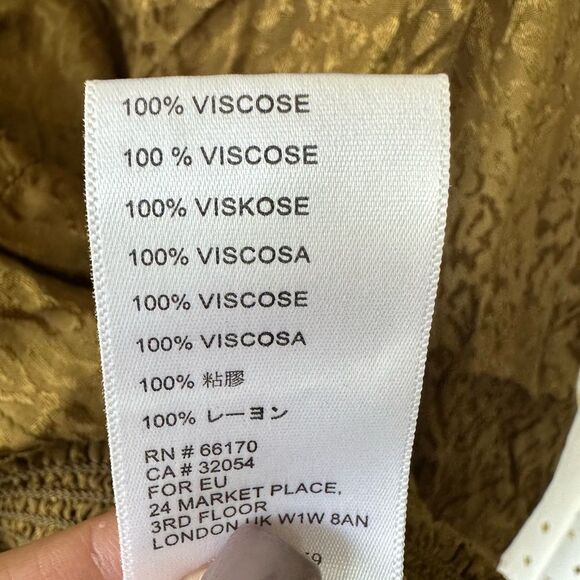 100% VISCOSE
100 % VISCOSE
100% VISKOSE
100% VISCOSA
100% VISCOSE
100% VISCOSA
100% 粘膠
100% レーヨン
RN # 66170
CA # 32054
FOR EU
24 MARKET PLACE,
3RD FLOOR
LONDON UK W1W 8AN